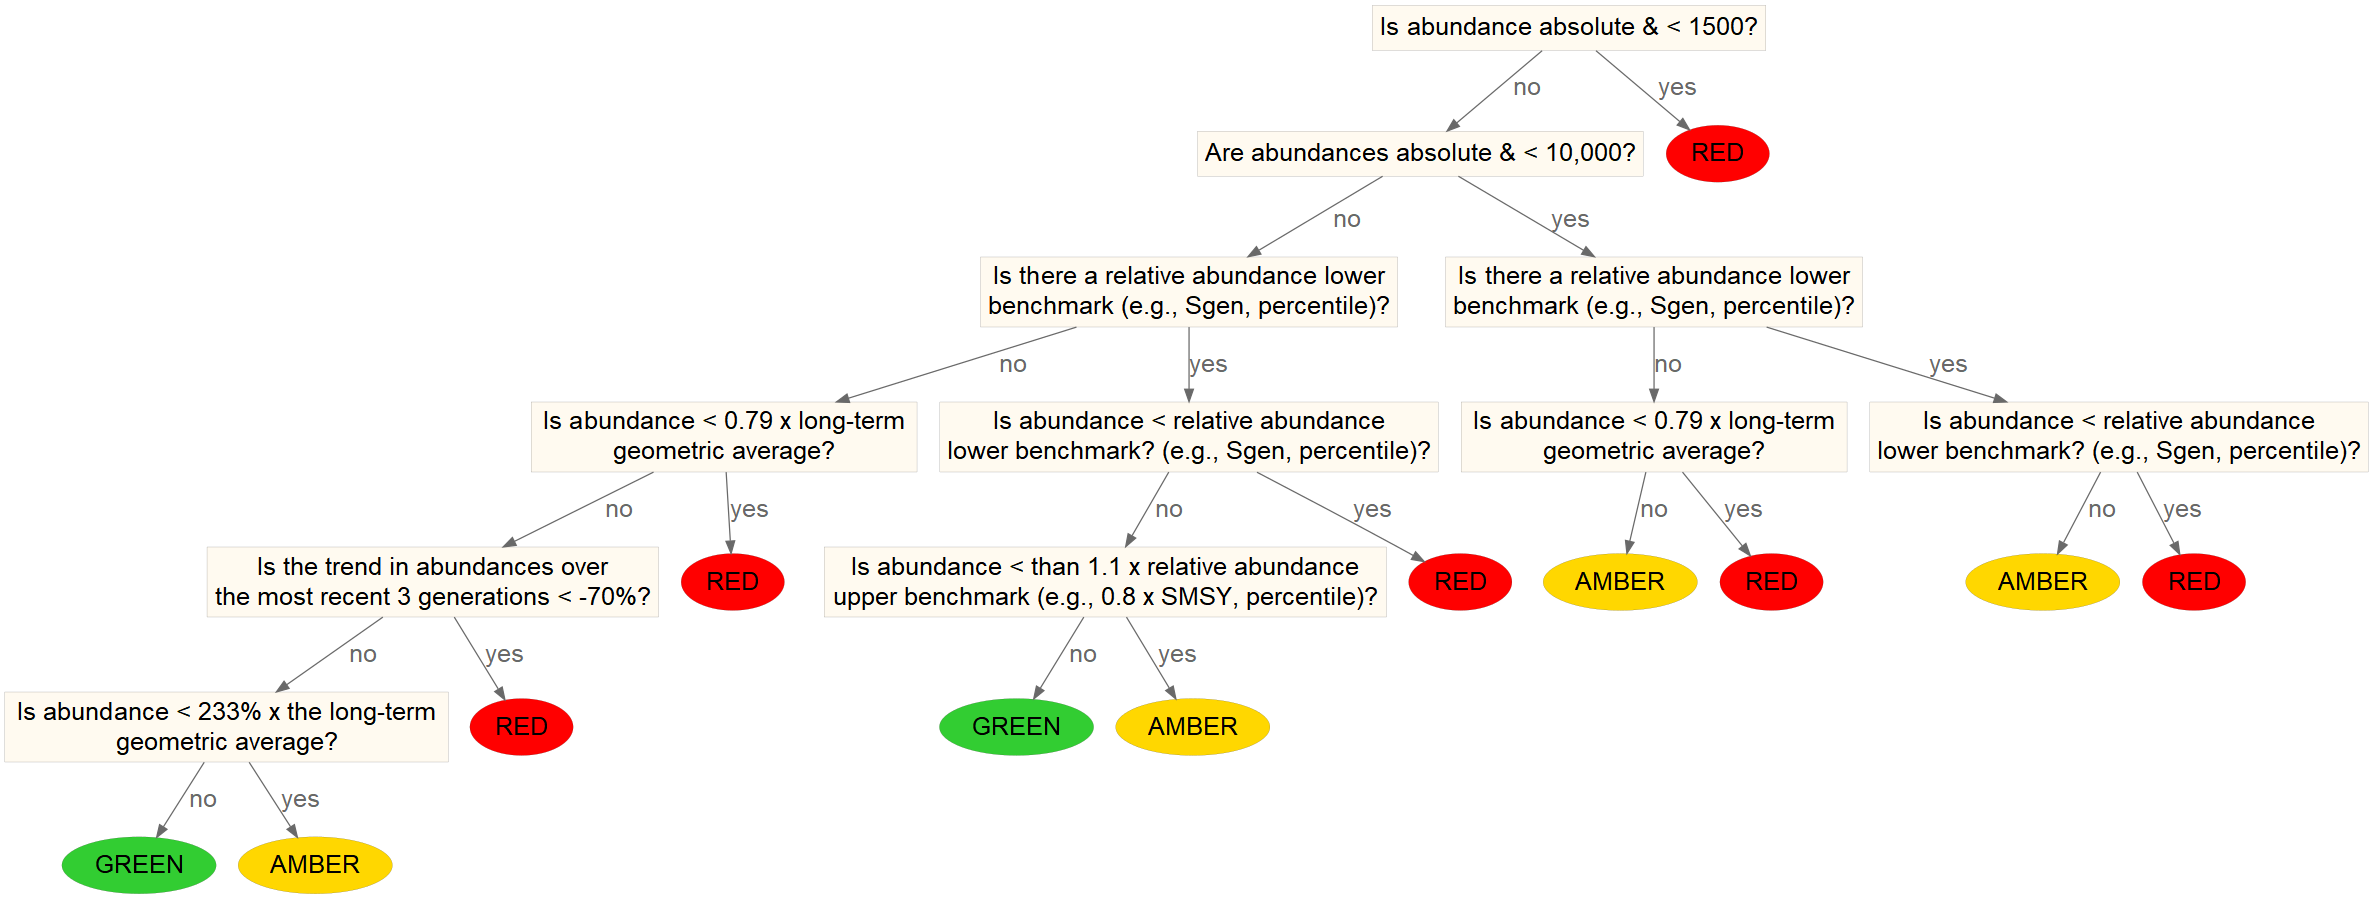 Is abundance absolute & < 1500?
no
yes
Are abundances absolute & < 10,000?
RED
no
yes
Is there a relative abundance lower
benchmark (e.g., Sgen, percentile)?
Is there a relative abundance lower
benchmark (e.g., Sgen, percentile)?
no
yes
no
yes
Is abundance < 0.79 x long-term
geometric average?
Is abundance < relative abundance
lower benchmark? (e.g., Sgen, percentile)?
Is abundance < 0.79 x long-term
geometric average?
Is abundance < relative abundance
lower benchmark? (e.g., Sgen, percentile)?
no
yes
no
yes
no
yes
no
yes
Is the trend in abundances over
the most recent 3 generations < -70%?
RED
Is abundance < than 1.1 x relative abundance
upper benchmark (e.g., 0.8 x SMSY, percentile)?
RED
AMBER
RED
AMBER
RED
no
yes
no
yes
Is abundance < 233% x the long-term
geometric average?
RED
GREEN
AMBER
no
yes
GREEN
AMBER